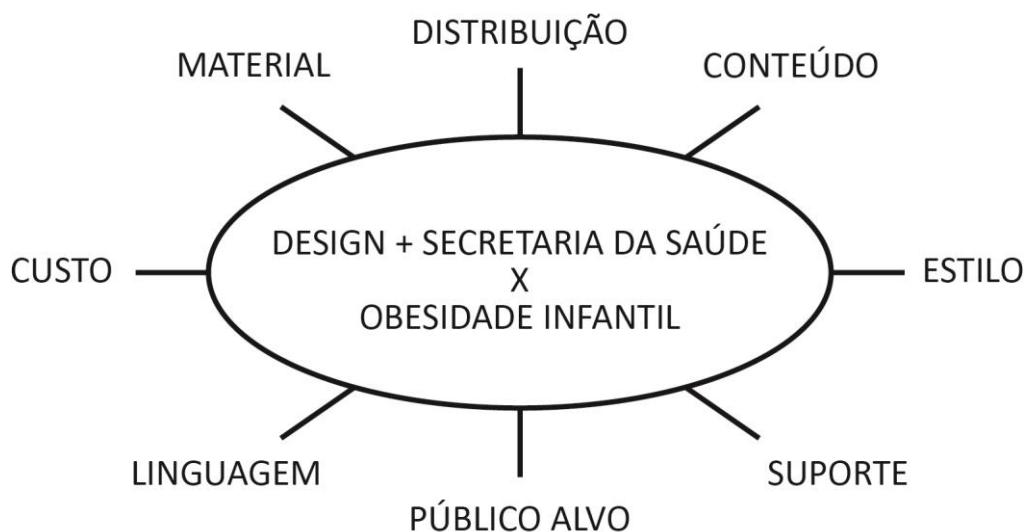 DISTRIBUIÇÃO
MATERIAL
CONTEÚDO
DESIGN + SECRETARIA DA SAÚDE
X
OBESIDADE INFANTIL
CUSTO
ESTILO
LINGUAGEM
SUPORTE
PÚBLICO ALVO